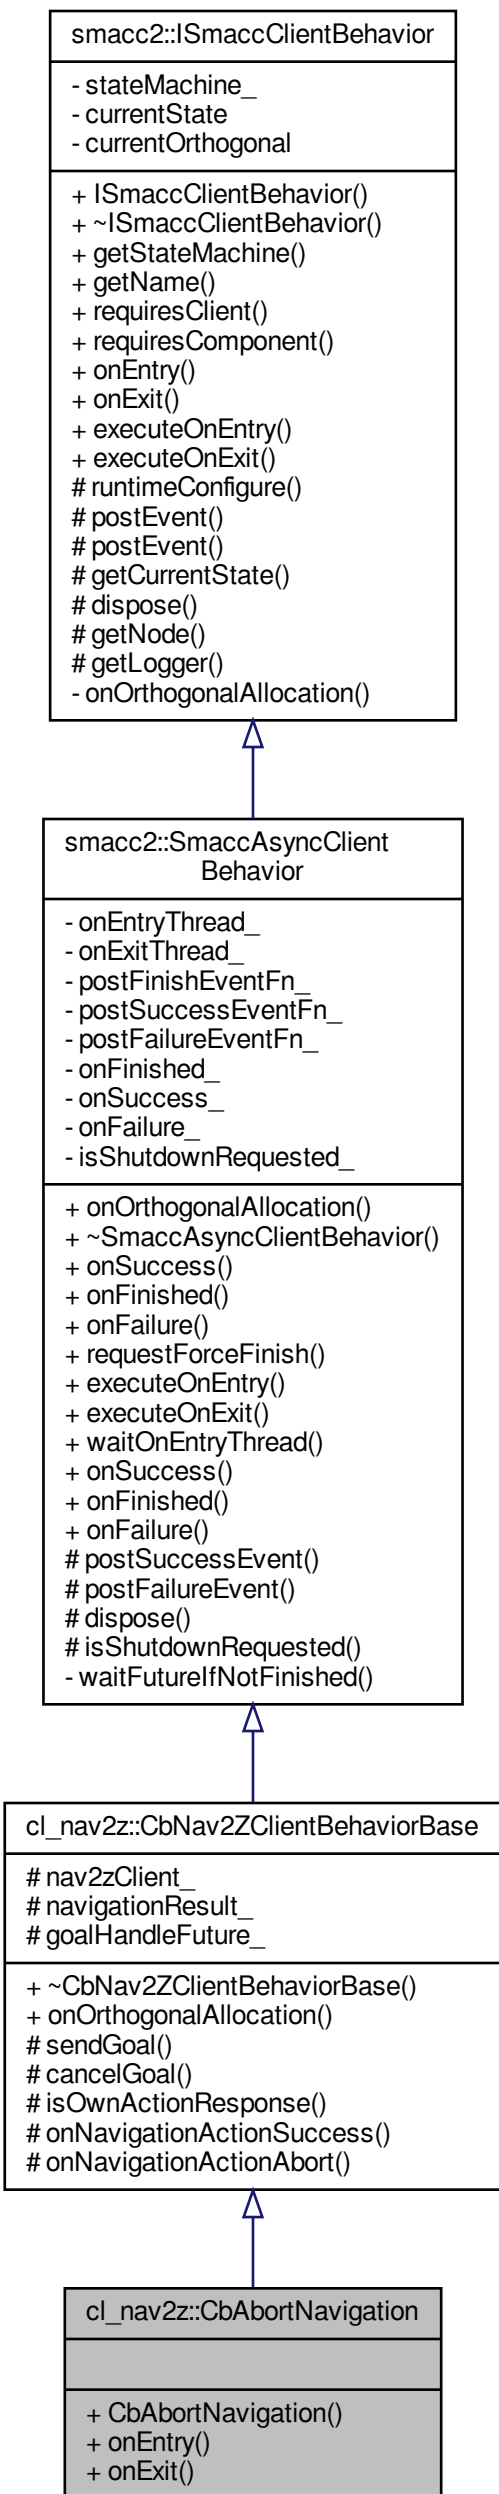 smacc2::ISmaccClientBehavior
- stateMachine_
- currentState
- currentOrthogonal
+ ISmaccClientBehavior()
+ ~ISmaccClientBehavior()
+ getStateMachine()
+ getName()
+ requiresClient()
+ requiresComponent()
+ onEntry()
+ onExit()
+ executeOnEntry()
+ executeOnExit()
# runtimeConfigure()
# postEvent()
# postEvent()
# getCurrentState()
# dispose()
# getNode()
# getLogger()
- onOrthogonalAllocation()
smacc2::SmaccAsyncClient
Behavior
- onEntryThread_
- onExitThread_
- postFinishEventFn_
- postSuccessEventFn_
- postFailureEventFn_
- onFinished_
- onSuccess_
- onFailure_
- isShutdownRequested_
+ onOrthogonalAllocation()
+ ~SmaccAsyncClientBehavior()
+ onSuccess()
+ onFinished()
+ onFailure()
+ requestForceFinish()
+ executeOnEntry()
+ executeOnExit()
+ waitOnEntryThread()
+ onSuccess()
+ onFinished()
+ onFailure()
# postSuccessEvent()
# postFailureEvent()
# dispose()
# isShutdownRequested()
- waitFutureIfNotFinished()
cl_nav2z::CbNav2ZClientBehaviorBase
# nav2zClient_
# navigationResult_
# goalHandleFuture_
+ ~CbNav2ZClientBehaviorBase()
+ onOrthogonalAllocation()
# sendGoal()
# cancelGoal()
# isOwnActionResponse()
# onNavigationActionSuccess()
# onNavigationActionAbort()
cl_nav2z::CbAbortNavigation
+ CbAbortNavigation()
+ onEntry()
+ onExit()